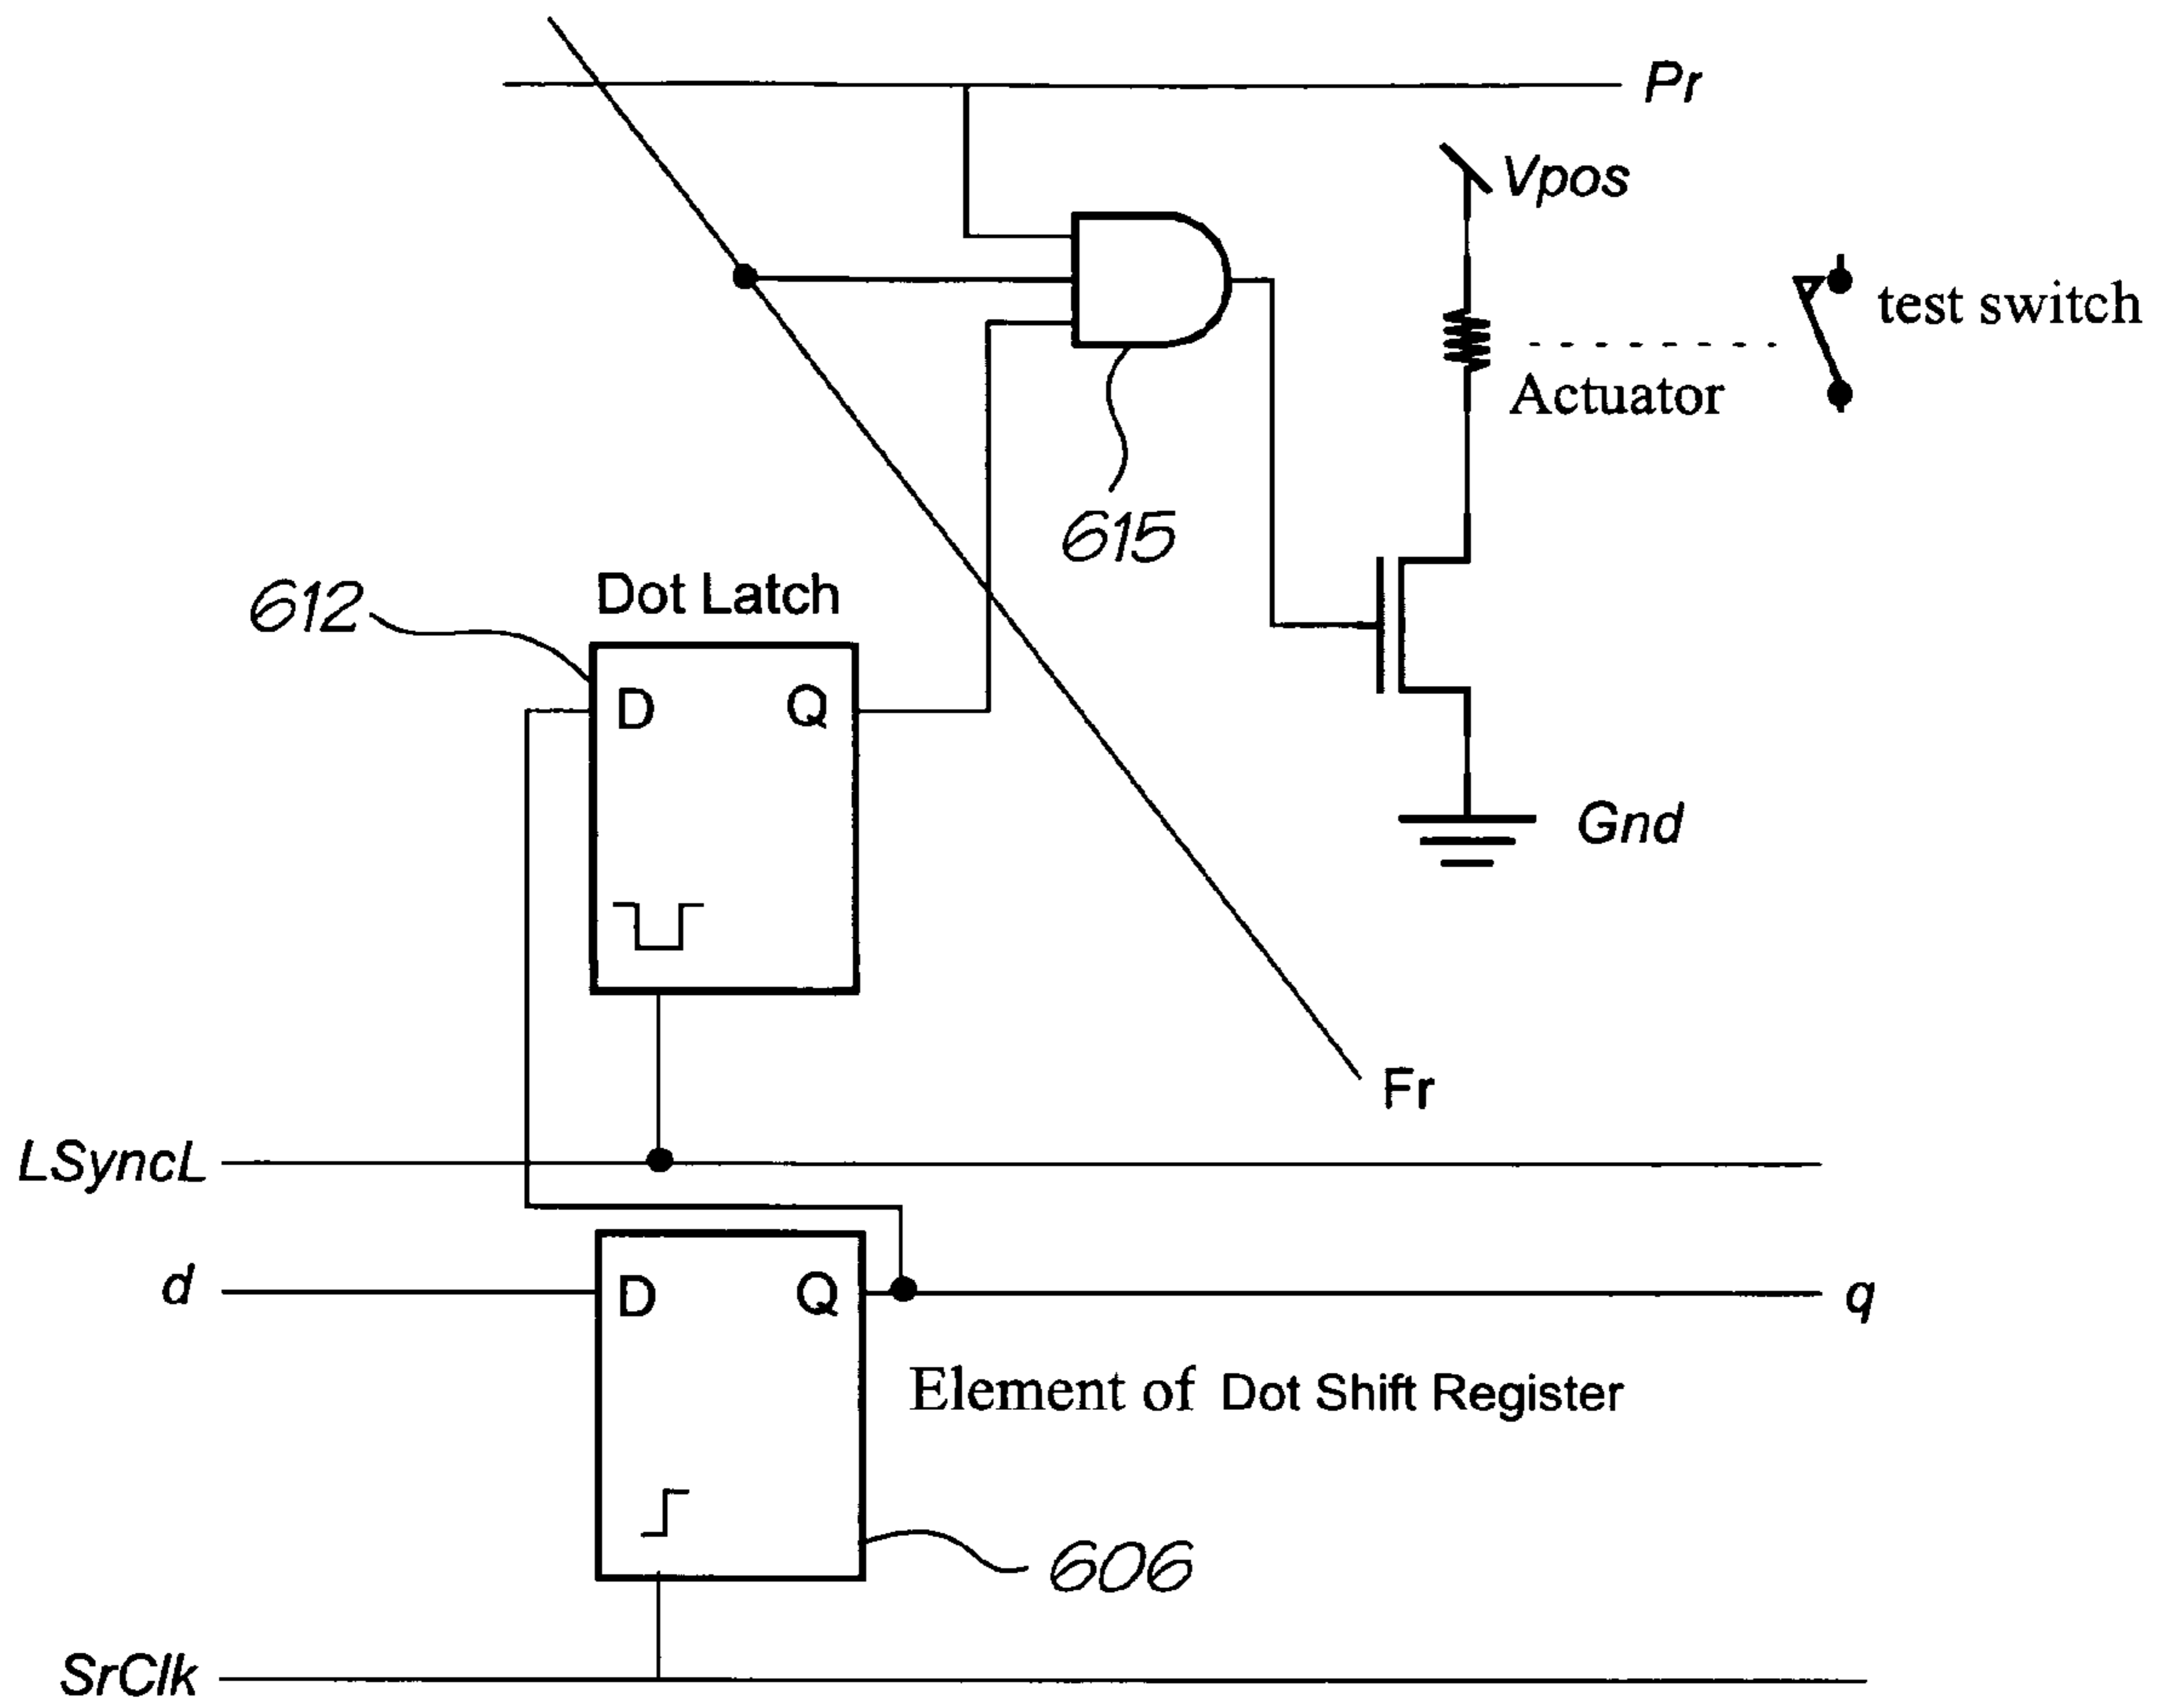 Pr
Vpos
test switch
Actuator
615
612
Dot Latch
D Q
Gnd
Fr
LSyncL
d
D Q
q
Element of Dot Shift Register
606
SrClk